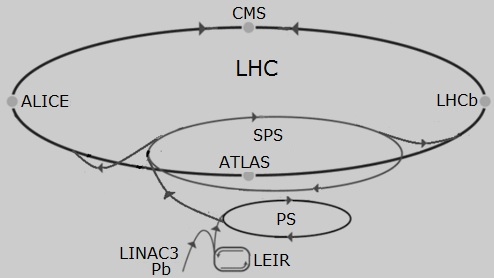 CMS
LHC
ALICE
LHCb
SPS
ATLAS
PS
LINAC3
Pb
LEIR